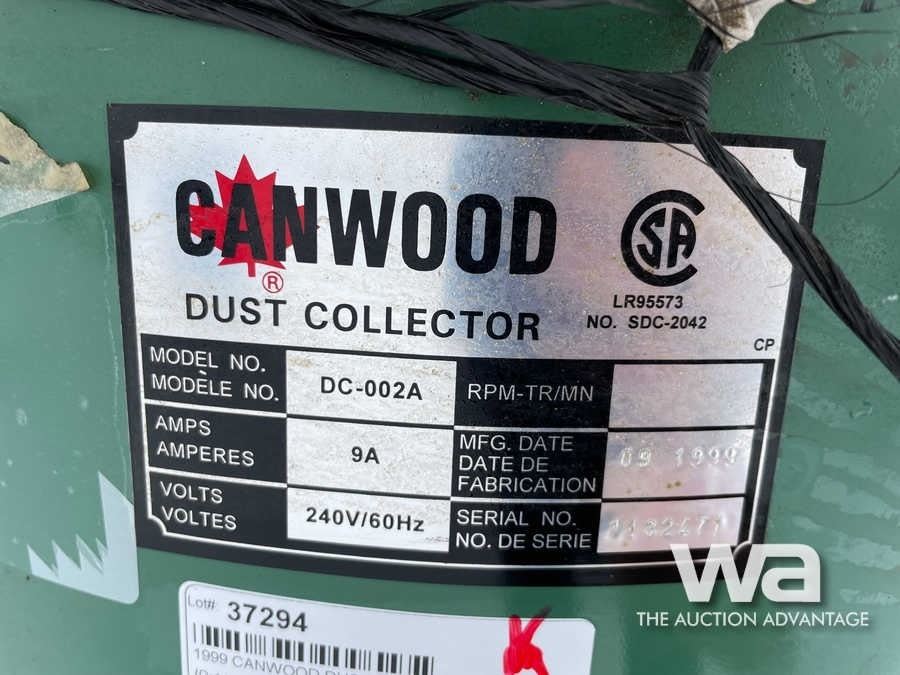 CANWOOD
®
DUST COLLECTOR
SA
LR95573
NO. SDC-2042
CP
MODEL NO.
MODÈLE NO.
DC-002A
RPM-TR/MN
AMPS
AMPERES
9A
MFG. DATE
DATE DE
FABRICATION
09 1999
VOLTS
VOLTES
240V/60Hz
SERIAL NO.
NO. DE SERIE
wa
THE AUCTION ADVANTAGE
Lot#: 37294
1999 CANWOOD